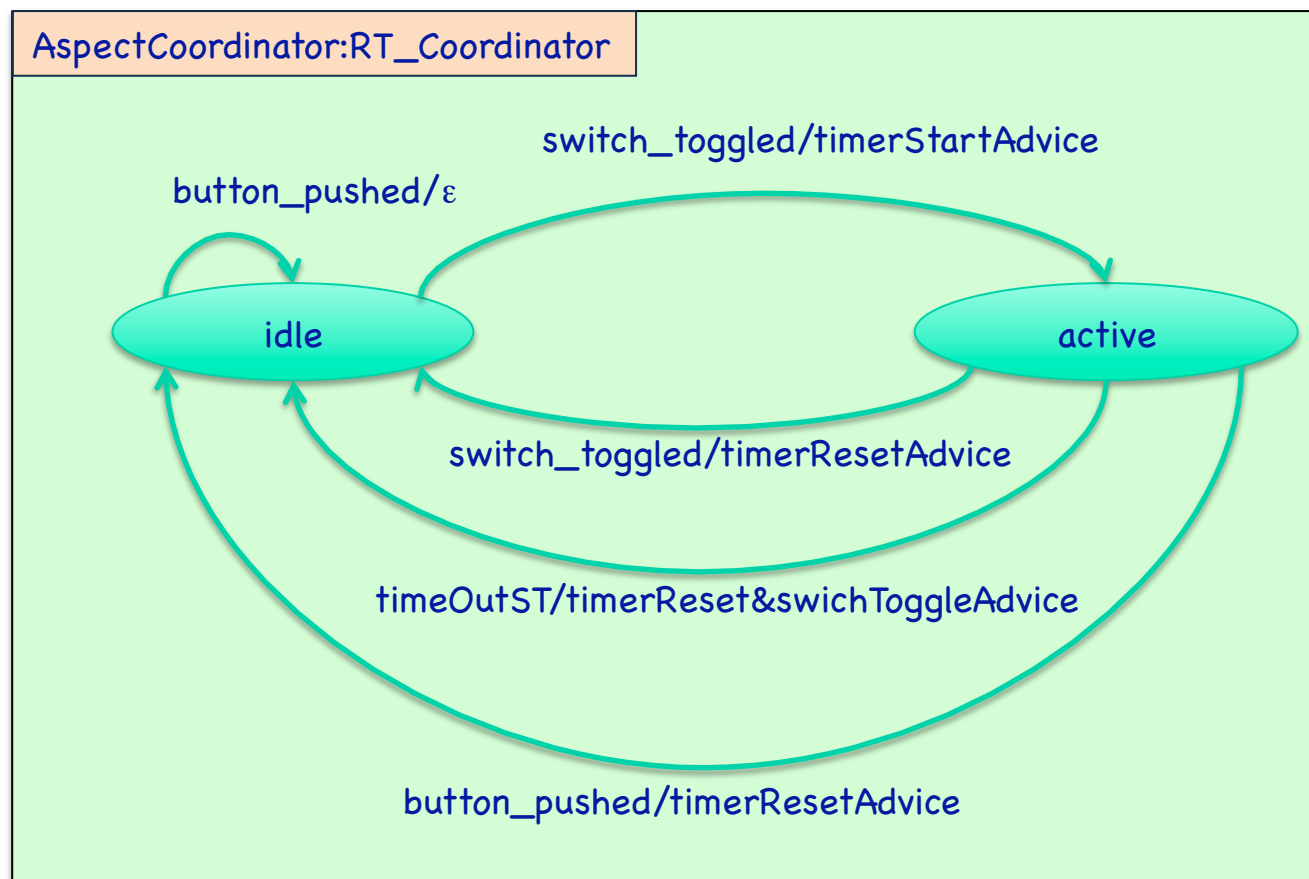 AspectCoordinator:RT_Coordinator
switch_toggled/timerStartAdvice
button_pushed/ε
idle
active
switch_toggled/timerResetAdvice
timeOutST/timerReset&swichToggleAdvice
button_pushed/timerResetAdvice